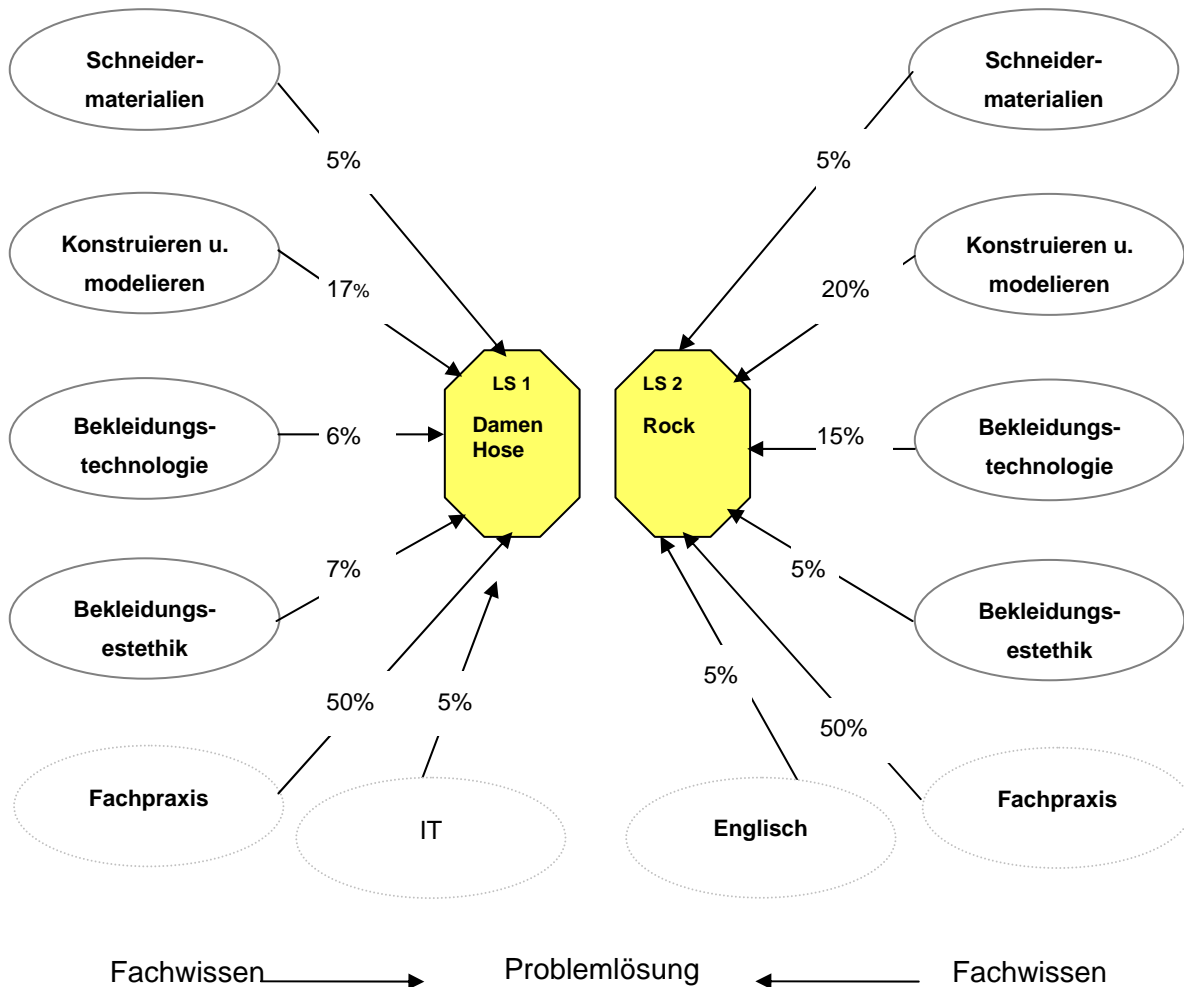 Schneider-
materialien
Schneider-
materialien
5%
5%
Konstruieren u.
modelieren
Konstruieren u.
modelieren
17%
20%
LS 1
Damen
Hose
LS 2
Rock
Bekleidungs-
technologie
6%
15%
Bekleidungs-
technologie
7%
5%
Bekleidungs-
estethik
Bekleidungs-
estethik
50%
5%
5%
50%
Fachpraxis
IT
Englisch
Fachpraxis
Fachwissen
Problemlösung
Fachwissen